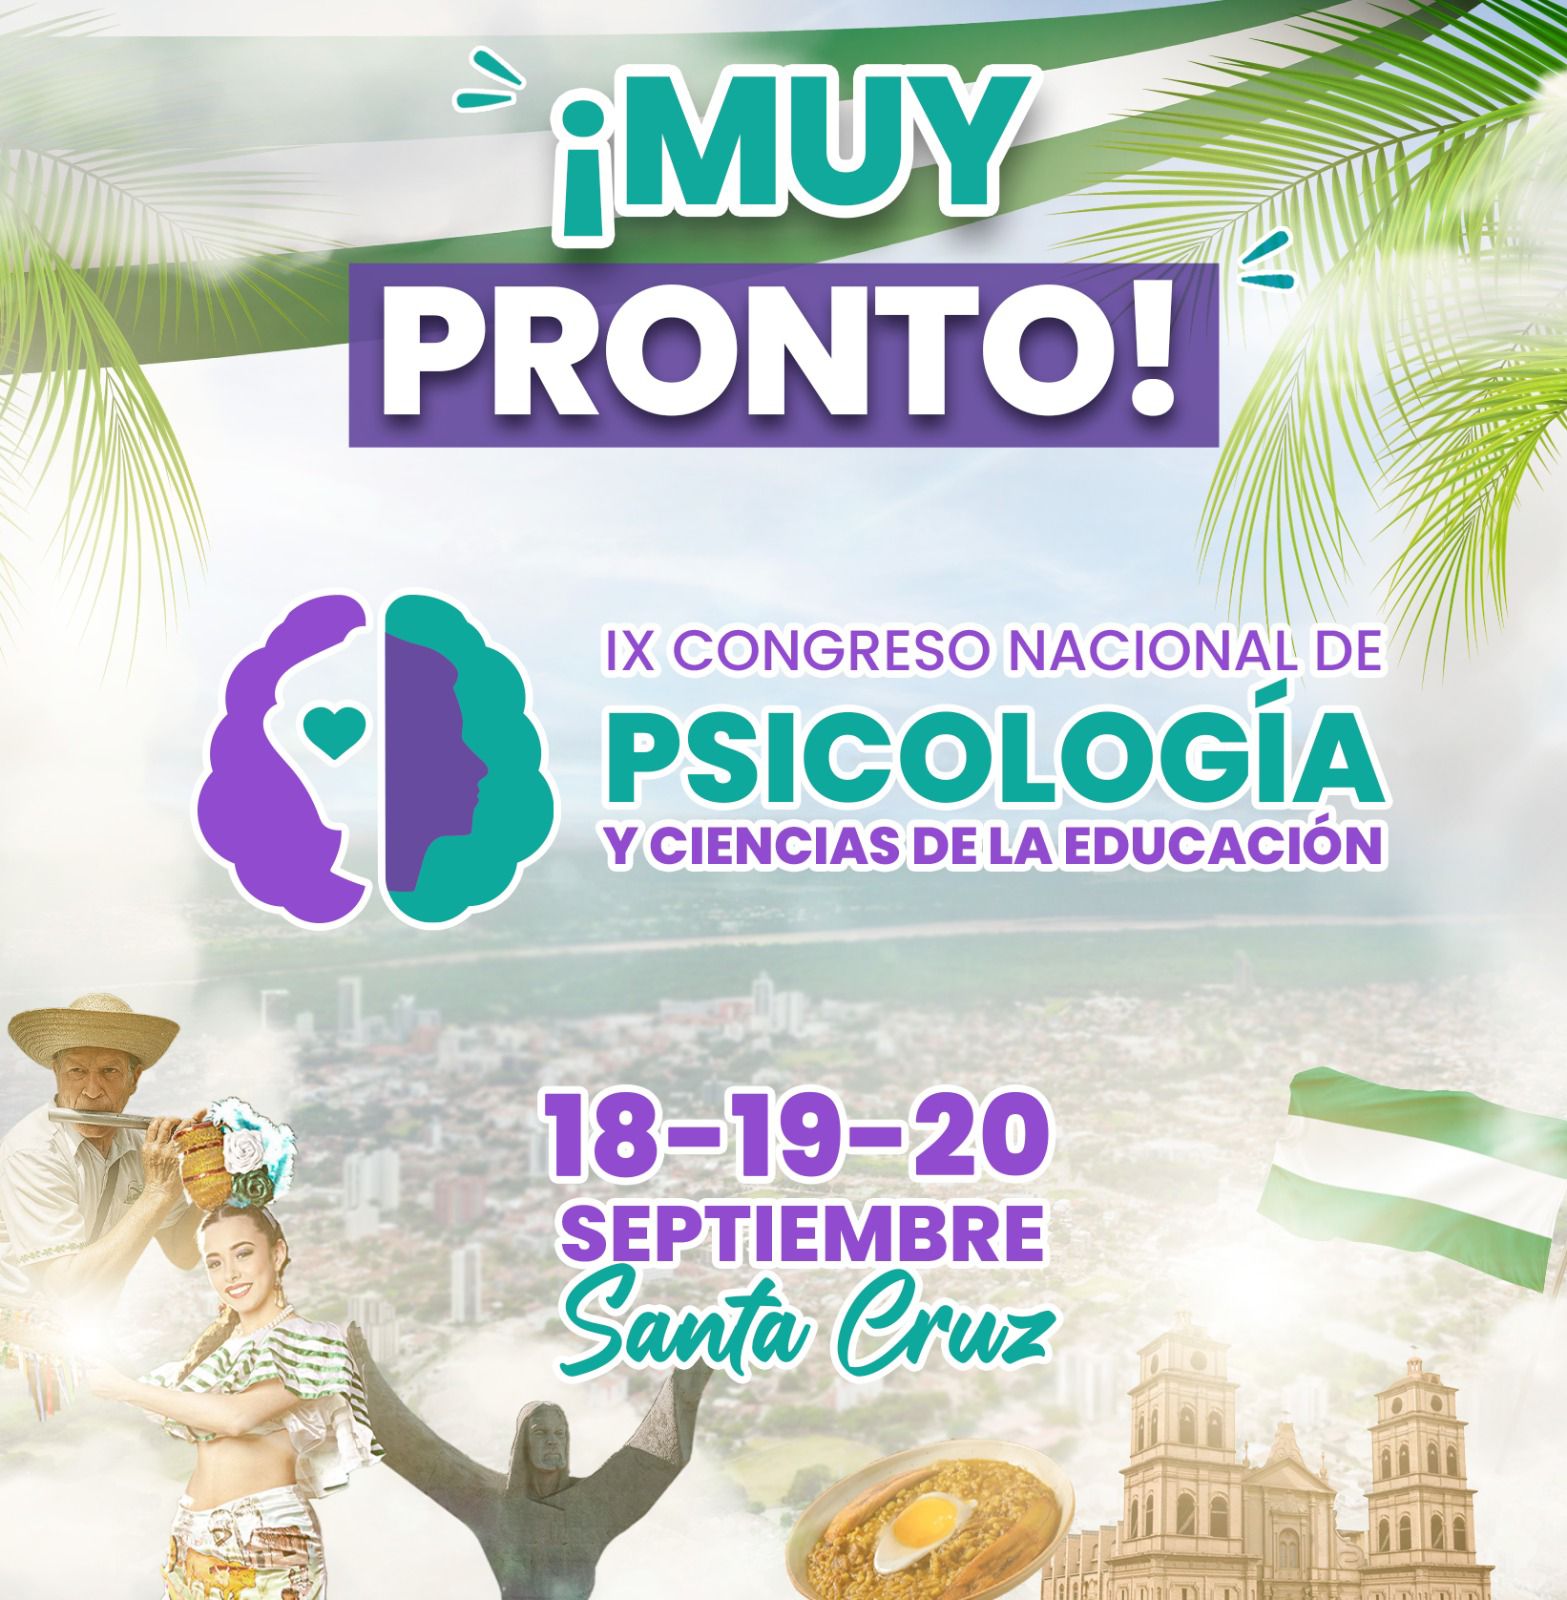 ¡MUY
PRONTO!
IX CONGRESO NACIONAL DE
PSICOLOGÍA
Y CIENCIAS DE LA EDUCACIÓN
18-19-20
SEPTIEMBRE
Santa Cruz